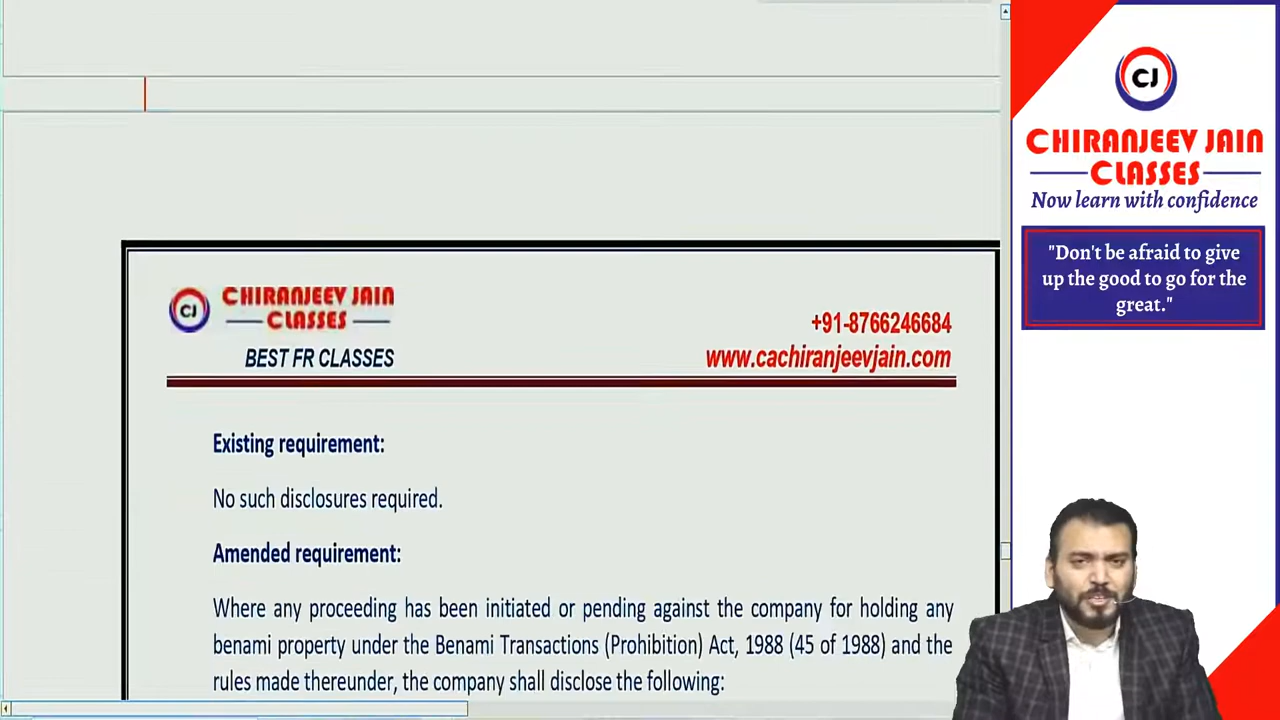 CJ
CHIRANJEEV JAIN
CLASSES
BEST FR CLASSES
+91-8766246684
www.cachiranjeevjain.com
Existing requirement:
No such disclosures required.
Amended requirement:
Where any proceeding has been initiated or pending against the company for holding any
benami property under the Benami Transactions (Prohibition) Act, 1988 (45 of 1988) and the
rules made thereunder, the company shall disclose the following:
CJ
CHIRANJEEV JAIN
CLASSES
Now learn with confidence
"Don't be afraid to give
up the good to go for the
great."